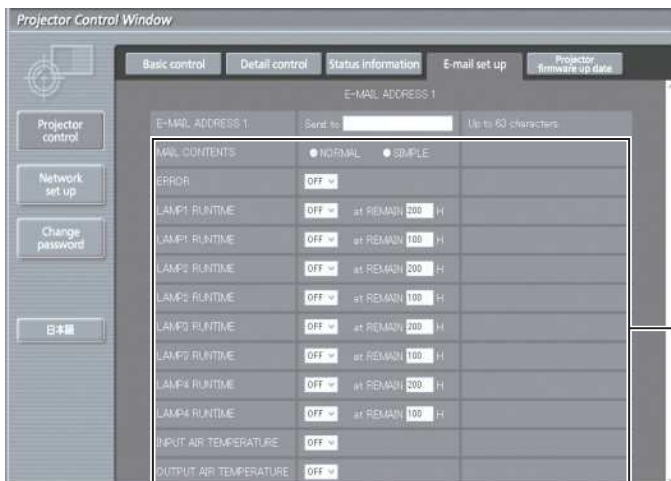 Projector Control Window
Basic control Detail control Status information E-mail set up Projector firmware up date
E-MAIL ADDRESS 1
Projector control
Network set up
Change password
日本語
E-MAIL ADDRESS 1 Send to Up to 63 characters
MAIL CONTENTS NORMAL SIMPLE
ERROR OFF
LAMP1 RUNTIME OFF at REMAIN 200 H
LAMP1 RUNTIME OFF at REMAIN 100 H
LAMP2 RUNTIME OFF at REMAIN 200 H
LAMP2 RUNTIME OFF at REMAIN 100 H
LAMP3 RUNTIME OFF at REMAIN 200 H
LAMP3 RUNTIME OFF at REMAIN 100 H
LAMP4 RUNTIME OFF at REMAIN 200 H
LAMP4 RUNTIME OFF at REMAIN 100 H
INPUT AIR TEMPERATURE OFF
OUTPUT AIR TEMPERATURE OFF